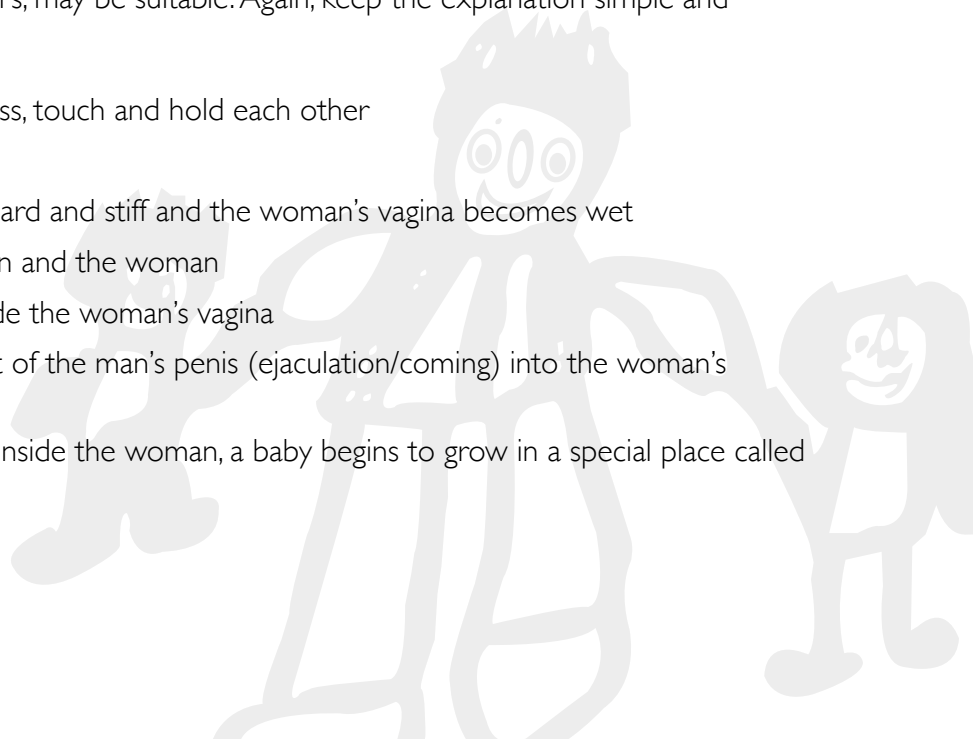 rs, may be suitable. Again, keep the explanation simple and
ss, touch and hold each other
ard and stiff and the woman’s vagina becomes wet
n and the woman
de the woman’s vagina
t of the man’s penis (ejaculation/coming) into the woman’s
nside the woman, a baby begins to grow in a special place called